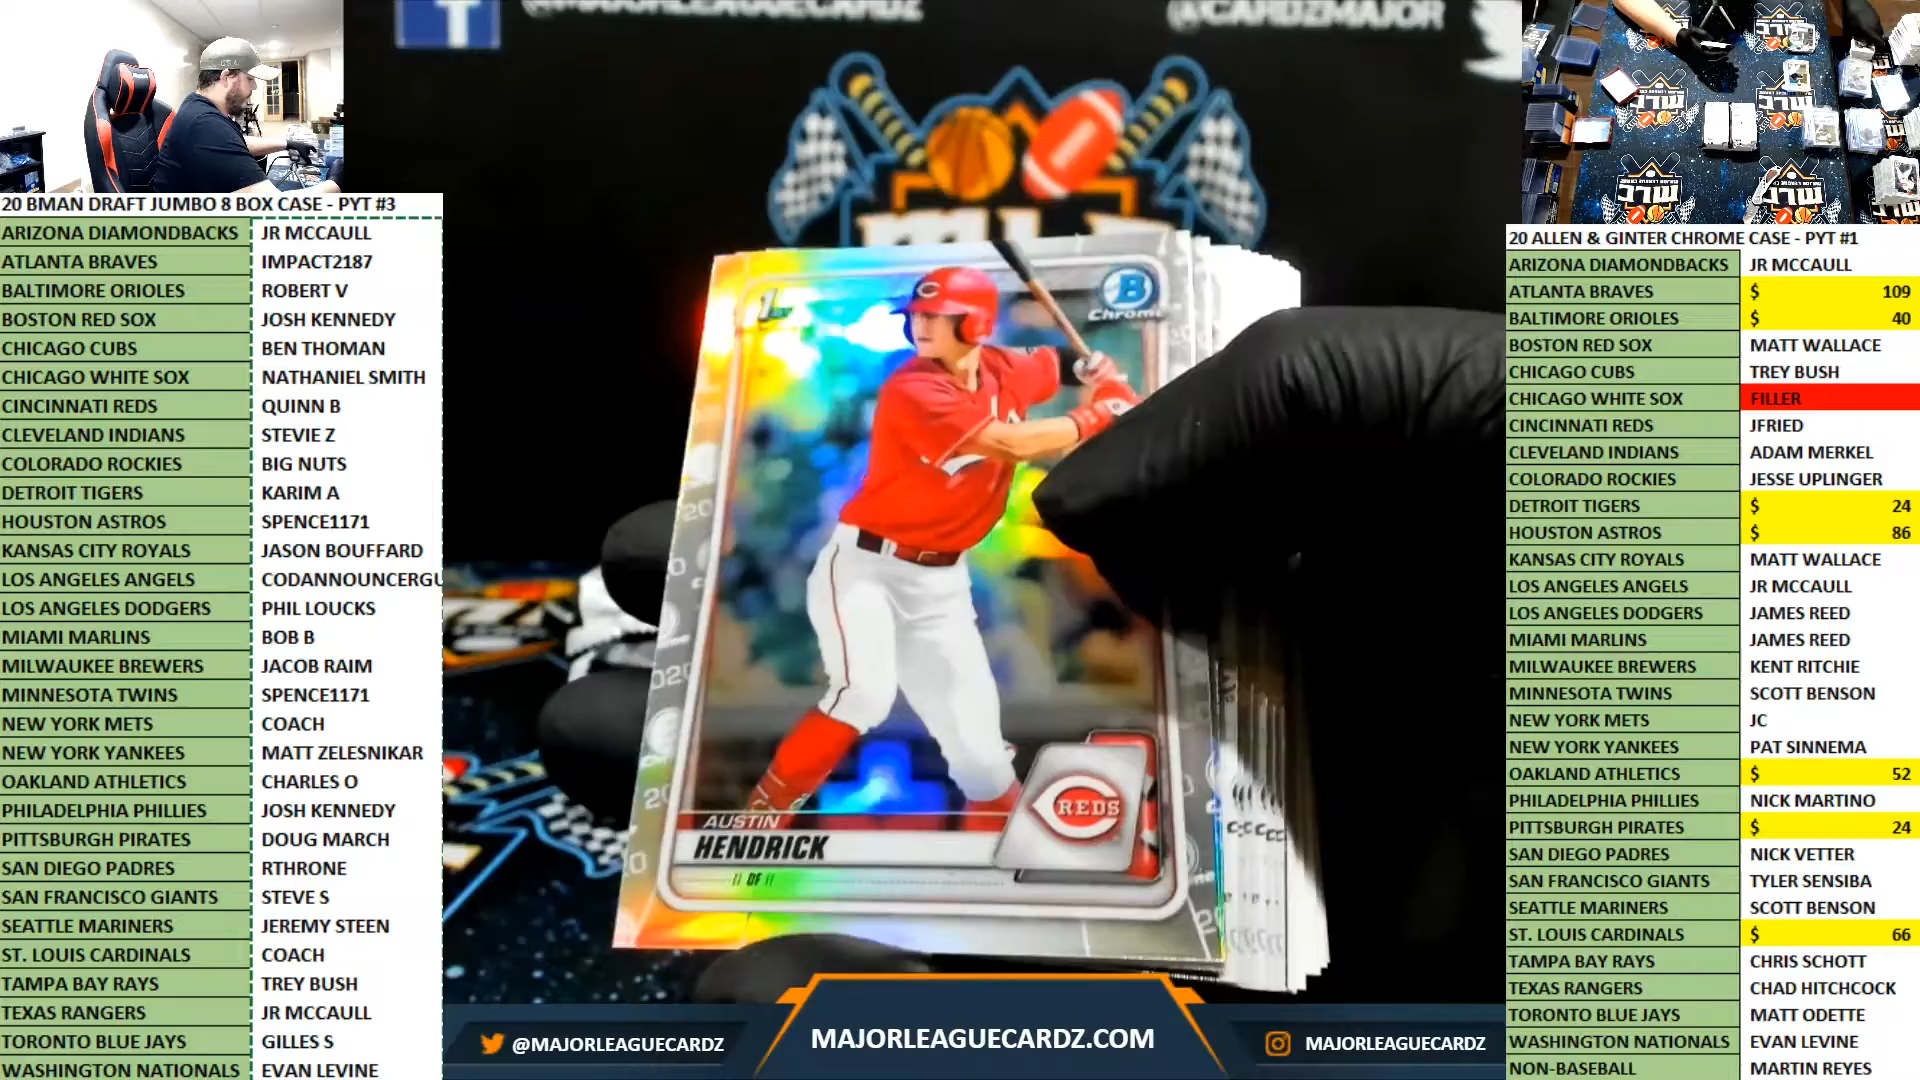 @MAJORLEAGUECARDZ
@CARDZMAJOR
20 BMAN DRAFT JUMBO 8 BOX CASE - PYT #3
ARIZONA DIAMONDBACKS JR MCCAULL
ATLANTA BRAVES IMPACT2187
BALTIMORE ORIOLES ROBERT V
BOSTON RED SOX JOSH KENNEDY
CHICAGO CUBS BEN THOMAN
CHICAGO WHITE SOX NATHANIEL SMITH
CINCINNATI REDS QUINN B
CLEVELAND INDIANS STEVIE Z
COLORADO ROCKIES BIG NUTS
DETROIT TIGERS KARIM A
HOUSTON ASTROS SPENCE1171
KANSAS CITY ROYALS JASON BOUFFARD
LOS ANGELES ANGELS CODANNOUNCERGU
LOS ANGELES DODGERS PHIL LOUCKS
MIAMI MARLINS BOB B
MILWAUKEE BREWERS JACOB RAIM
MINNESOTA TWINS SPENCE1171
NEW YORK METS COACH
NEW YORK YANKEES MATT ZELESNIKAR
OAKLAND ATHLETICS CHARLES O
PHILADELPHIA PHILLIES JOSH KENNEDY
PITTSBURGH PIRATES DOUG MARCH
SAN DIEGO PADRES RTHRONE
SAN FRANCISCO GIANTS STEVE S
SEATTLE MARINERS JEREMY STEEN
ST. LOUIS CARDINALS COACH
TAMPA BAY RAYS TREY BUSH
TEXAS RANGERS JR MCCAULL
TORONTO BLUE JAYS GILLES S
WASHINGTON NATIONALS EVAN LEVINE
1st
B
Chrome
C
REDS
AUSTIN
HENDRICK
11 OF 11
@MAJORLEAGUECARDZ
MAJORLEAGUECARDZ.COM
MAJORLEAGUECARDZ
20 ALLEN & GINTER CHROME CASE - PYT #1
ARIZONA DIAMONDBACKS JR MCCAULL
ATLANTA BRAVES $ 109
BALTIMORE ORIOLES $ 40
BOSTON RED SOX MATT WALLACE
CHICAGO CUBS TREY BUSH
CHICAGO WHITE SOX FILLER
CINCINNATI REDS JFRIED
CLEVELAND INDIANS ADAM MERKEL
COLORADO ROCKIES JESSE UPLINGER
DETROIT TIGERS $ 24
HOUSTON ASTROS $ 86
KANSAS CITY ROYALS MATT WALLACE
LOS ANGELES ANGELS JR MCCAULL
LOS ANGELES DODGERS JAMES REED
MIAMI MARLINS JAMES REED
MILWAUKEE BREWERS KENT RITCHIE
MINNESOTA TWINS SCOTT BENSON
NEW YORK METS JC
NEW YORK YANKEES PAT SINNEMA
OAKLAND ATHLETICS $ 52
PHILADELPHIA PHILLIES NICK MARTINO
PITTSBURGH PIRATES $ 24
SAN DIEGO PADRES NICK VETTER
SAN FRANCISCO GIANTS TYLER SENSIBA
SEATTLE MARINERS SCOTT BENSON
ST. LOUIS CARDINALS $ 66
TAMPA BAY RAYS CHRIS SCHOTT
TEXAS RANGERS CHAD HITCHCOCK
TORONTO BLUE JAYS MATT ODETTE
WASHINGTON NATIONALS EVAN LEVINE
NON-BASEBALL MARTIN REYES